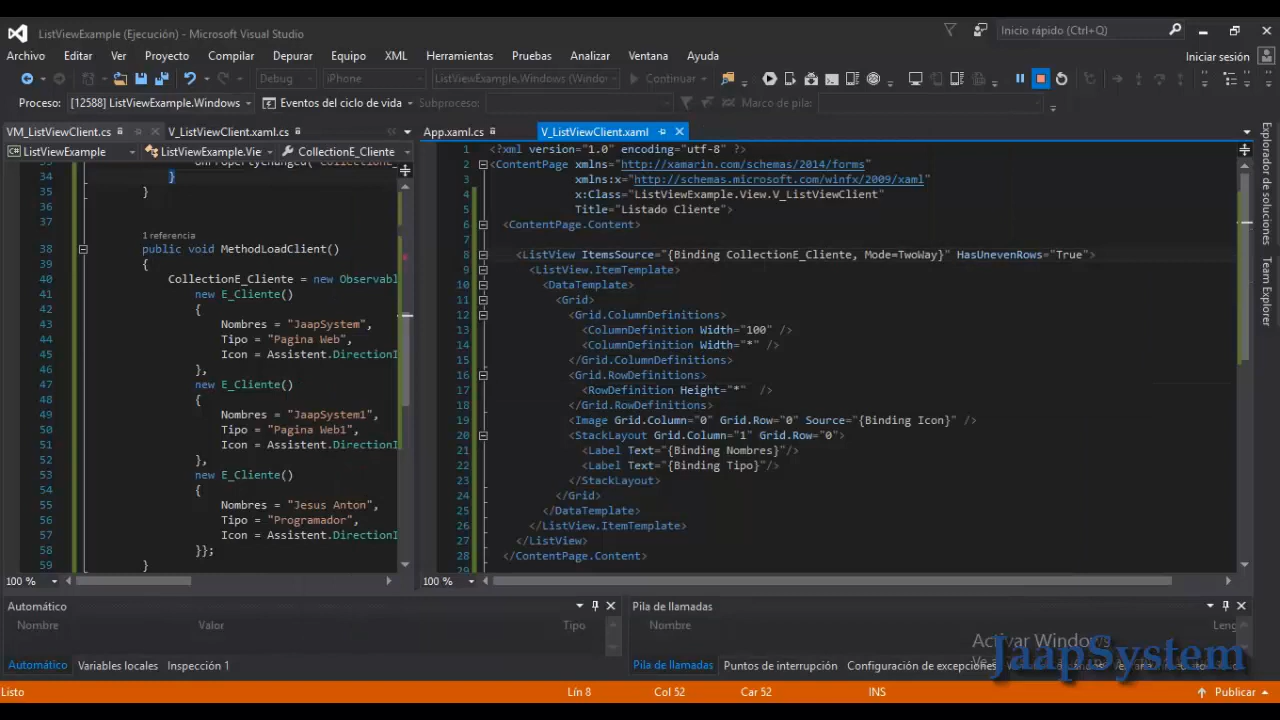 ListViewExample (Ejecución) - Microsoft Visual Studio
Inicio rápido (Ctrl+Q)
Archivo Editar Ver Proyecto Compilar Depurar Equipo XML Herramientas Pruebas Analizar Ventana Ayuda
Iniciar sesión
Debug iPhone ListViewExample.Windows (Windov Continuar
Proceso: [12588] ListViewExample.Windows Eventos del ciclo de vida Subproceso: Marco de pila:
VM_ListViewClient.cs V_ListViewClient.xaml.cs
ListViewExample ListViewExample.Vie CollectionE_Cliente
33 OnPropertyChanged("CollectionE_
34 }
35 }
36
37
1 referencia
38 public void MethodLoadClient()
39 {
40 CollectionE_Cliente = new Observabl
41 new E_Cliente()
42 {
43 Nombres = "JaapSystem",
44 Tipo = "Pagina Web",
45 Icon = Assistent.DirectionI
46 },
47 new E_Cliente()
48 {
49 Nombres = "JaapSystem1",
50 Tipo = "Pagina Web1",
51 Icon = Assistent.DirectionI
52 },
53 new E_Cliente()
54 {
55 Nombres = "Jesus Anton",
56 Tipo = "Programador",
57 Icon = Assistent.DirectionI
58 }};
59 }
100 %
App.xaml.cs V_ListViewClient.xaml
1 <?xml version="1.0" encoding="utf-8" ?>
2 <ContentPage xmlns="http://xamarin.com/schemas/2014/forms"
3 xmlns:x="http://schemas.microsoft.com/winfx/2009/xaml"
4 x:Class="ListViewExample.View.V_ListViewClient"
5 Title="Listado Cliente">
6 <ContentPage.Content>
7
8 <ListView ItemsSource="{Binding CollectionE_Cliente, Mode=TwoWay}" HasUnevenRows="True">
9 <ListView.ItemTemplate>
10 <DataTemplate>
11 <Grid>
12 <Grid.ColumnDefinitions>
13 <ColumnDefinition Width="100" />
14 <ColumnDefinition Width="*" />
15 </Grid.ColumnDefinitions>
16 <Grid.RowDefinitions>
17 <RowDefinition Height="*" />
18 </Grid.RowDefinitions>
19 <Image Grid.Column="0" Grid.Row="0" Source="{Binding Icon}" />
20 <StackLayout Grid.Column="1" Grid.Row="0">
21 <Label Text="{Binding Nombres}"/>
22 <Label Text="{Binding Tipo}"/>
23 </StackLayout>
24 </Grid>
25 </DataTemplate>
26 </ListView.ItemTemplate>
27 </ListView>
28 </ContentPage.Content>
29
100 %
Explorador de servidores
Team Explorer
Automático
Nombre Valor Tipo
Automático Variables locales Inspección 1
Pila de llamadas
Nombre Leng
Activar Windows
JaapSystem
Pila de llamadas Puntos de interrupción Configuración de excepciones
Listo Lín 8 Col 52 Car 52 INS Publicar